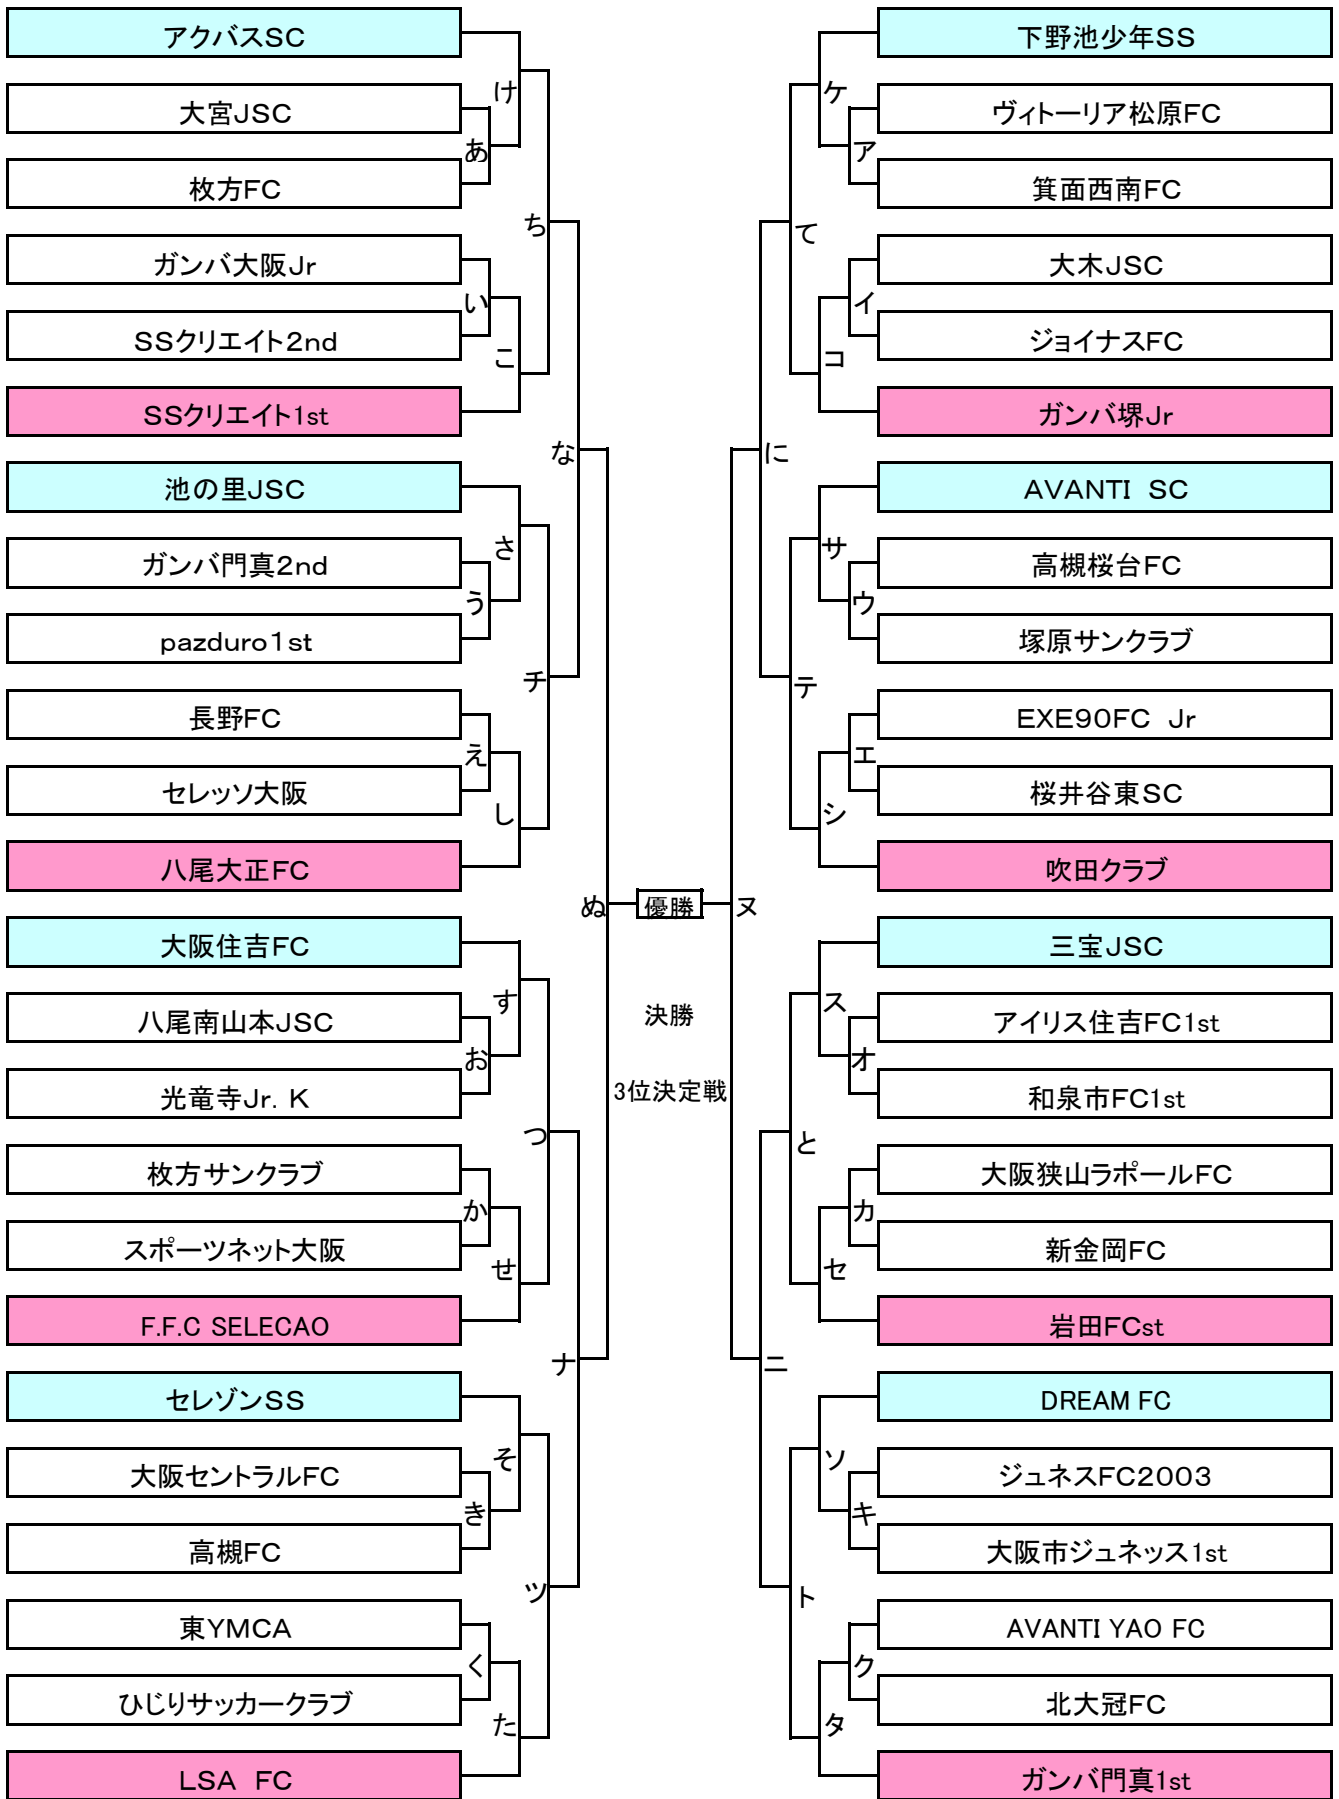 アクバスSC
け
大宮JSC
あ
枚方FC
ち
ガンバ大阪Jr
い
SSクリエイト2nd
こ
SSクリエイト1st
な
池の里JSC
さ
ガンバ門真2nd
う
pazduro1st
チ
長野FC
え
セレッソ大阪
し
八尾大正FC
ぬ
大阪住吉FC
す
八尾南山本JSC
お
光竜寺Jr. K
つ
枚方サンクラブ
か
スポーツネット大阪
せ
F.F.C SELECAO
ナ
セレゾンSS
そ
大阪セントラルFC
き
高槻FC
ツ
東YMCA
く
ひじりサッカークラブ
た
LSA FC
優勝
決勝
3位決定戦
下野池少年SS
ケ
ヴィトーリア松原FC
ア
箕面西南FC
て
大木JSC
イ
ジョイナスFC
コ
ガンバ堺Jr
に
AVANTI SC
サ
高槻桜台FC
ウ
塚原サンクラブ
テ
EXE90FC Jr
エ
桜井谷東SC
シ
吹田クラブ
ヌ
三宝JSC
ス
アイリス住吉FC1st
オ
和泉市FC1st
と
大阪狭山ラポールFC
カ
新金岡FC
セ
岩田FCst
ニ
DREAM FC
ソ
ジュネスFC2003
キ
大阪市ジュネッス1st
ト
AVANTI YAO FC
ク
北大冠FC
タ
ガンバ門真1st